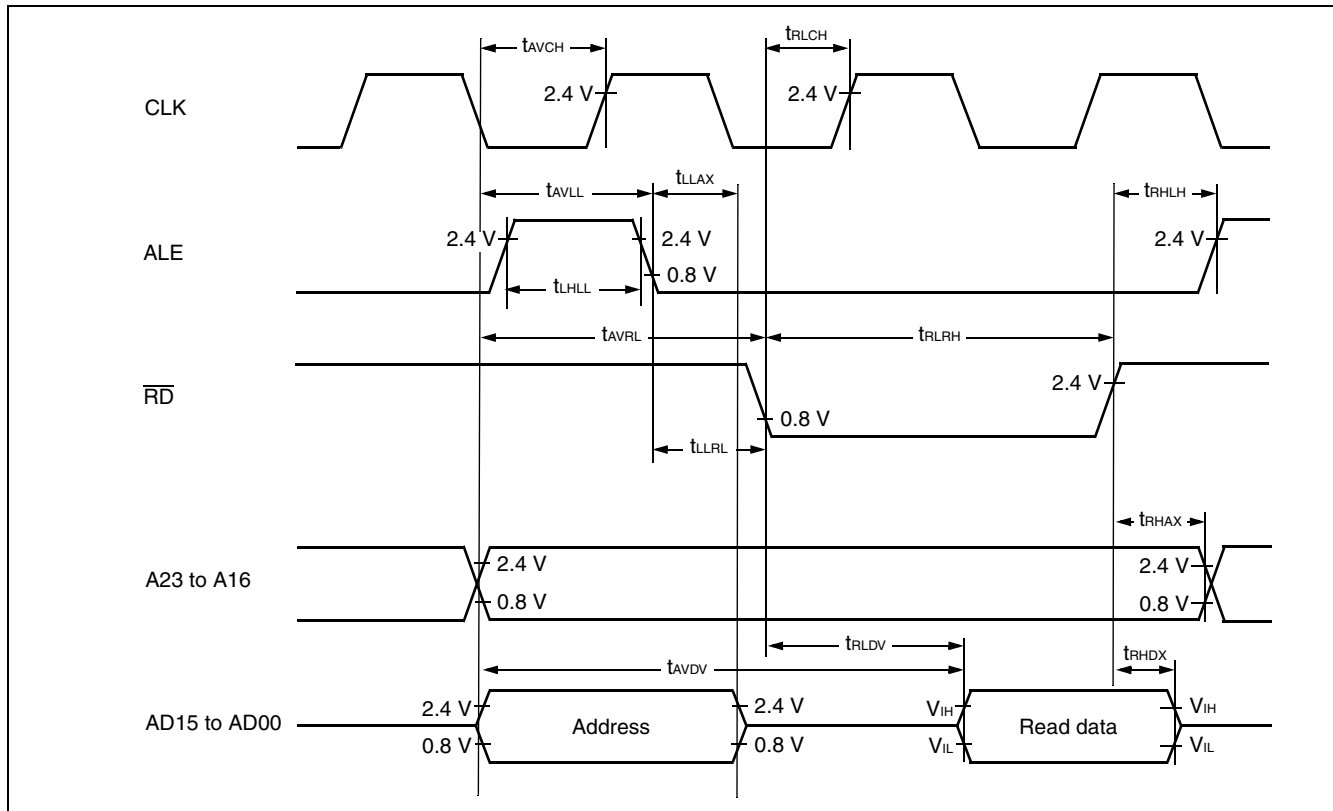 tAVCH
tRLCH
CLK
2.4 V
2.4 V
tAVLL
tLLAX
tRHLH
ALE
2.4 V
2.4 V
2.4 V
0.8 V
tLHLL
tAVRL
tRLRH
RD
2.4 V
0.8 V
tLLRL
tRHAX
A23 to A16
2.4 V
2.4 V
0.8 V
0.8 V
tRLDV
tAVDV
tRHDX
AD15 to AD00
2.4 V
Address
2.4 V
VIH
Read data
VIH
0.8 V
0.8 V
VIL
VIL